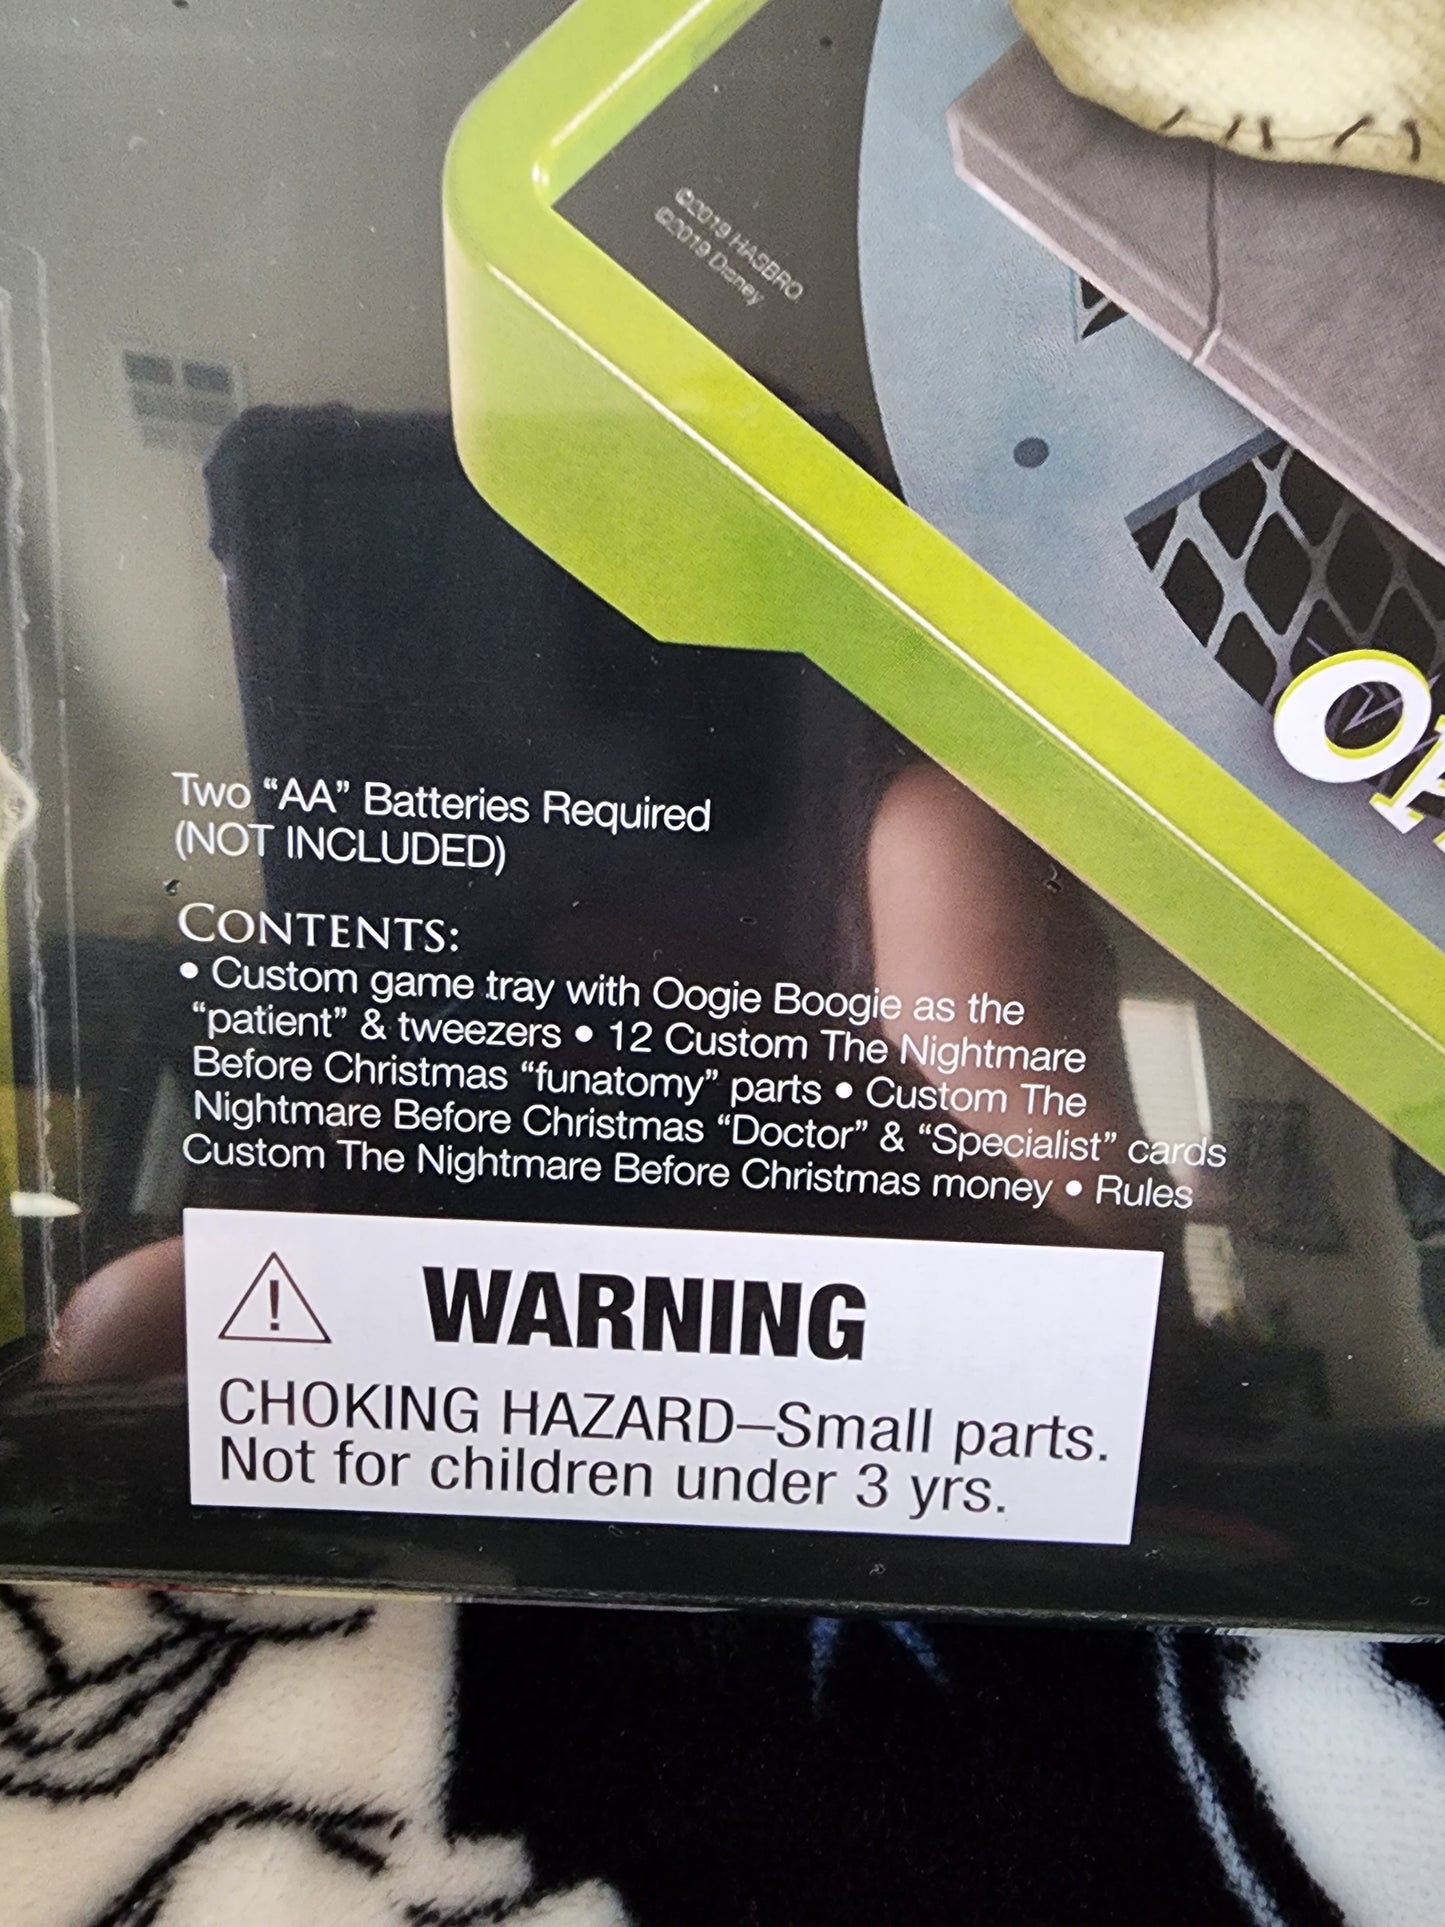 ©2019 HASBRO.
©2019 Disney
Two “AA” Batteries Required
(NOT INCLUDED)
CONTENTS:
• Custom game tray with Oogie Boogie as the
“patient” & tweezers • 12 Custom The Nightmare
Before Christmas “funatomy” parts • Custom The
Nightmare Before Christmas “Doctor” & “Specialist” cards
Custom The Nightmare Before Christmas money • Rules
WARNING
CHOKING HAZARD–Small parts.
Not for children under 3 yrs.